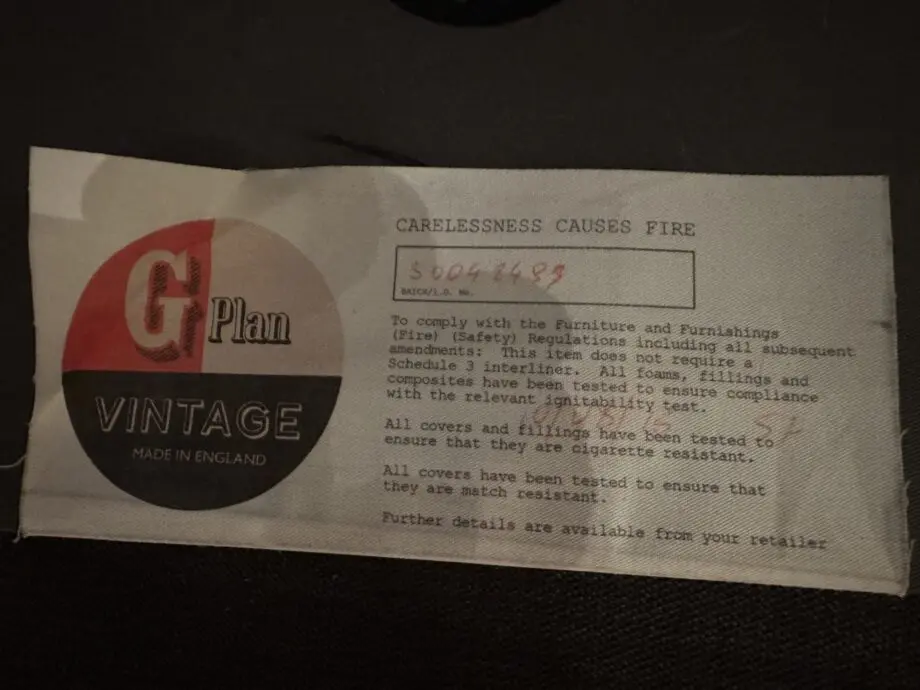 G Plan
VINTAGE
MADE IN ENGLAND
CARELESSNESS CAUSES FIRE
BATCH/I.D. No.
To comply with the Furniture and Furnishings
(Fire) (Safety) Regulations including all subsequent
amendments: This item does not require a
Schedule 3 interliner. All foams, fillings and
composites have been tested to ensure compliance
with the relevant ignitability test.
All covers and fillings have been tested to
ensure that they are cigarette resistant.
All covers have been tested to ensure that
they are match resistant.
Further details are available from your retailer